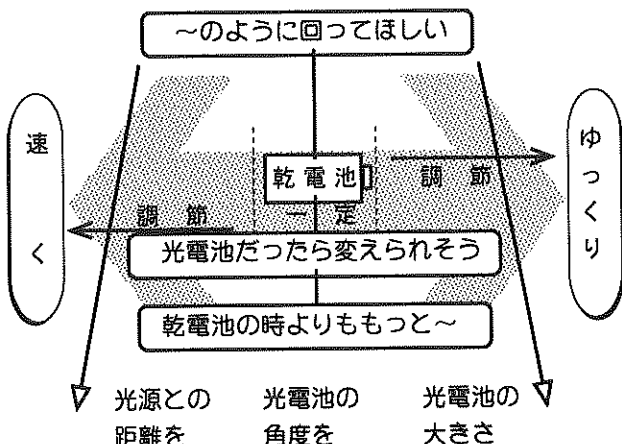 ～のように回ってほしい
速く
ゆっくり
乾電池
調節
調節
一定
光電池だったら変えられそう
乾電池の時よりももっと～
光源との
距離を
光電池の
角度を
光電池の
大きさ